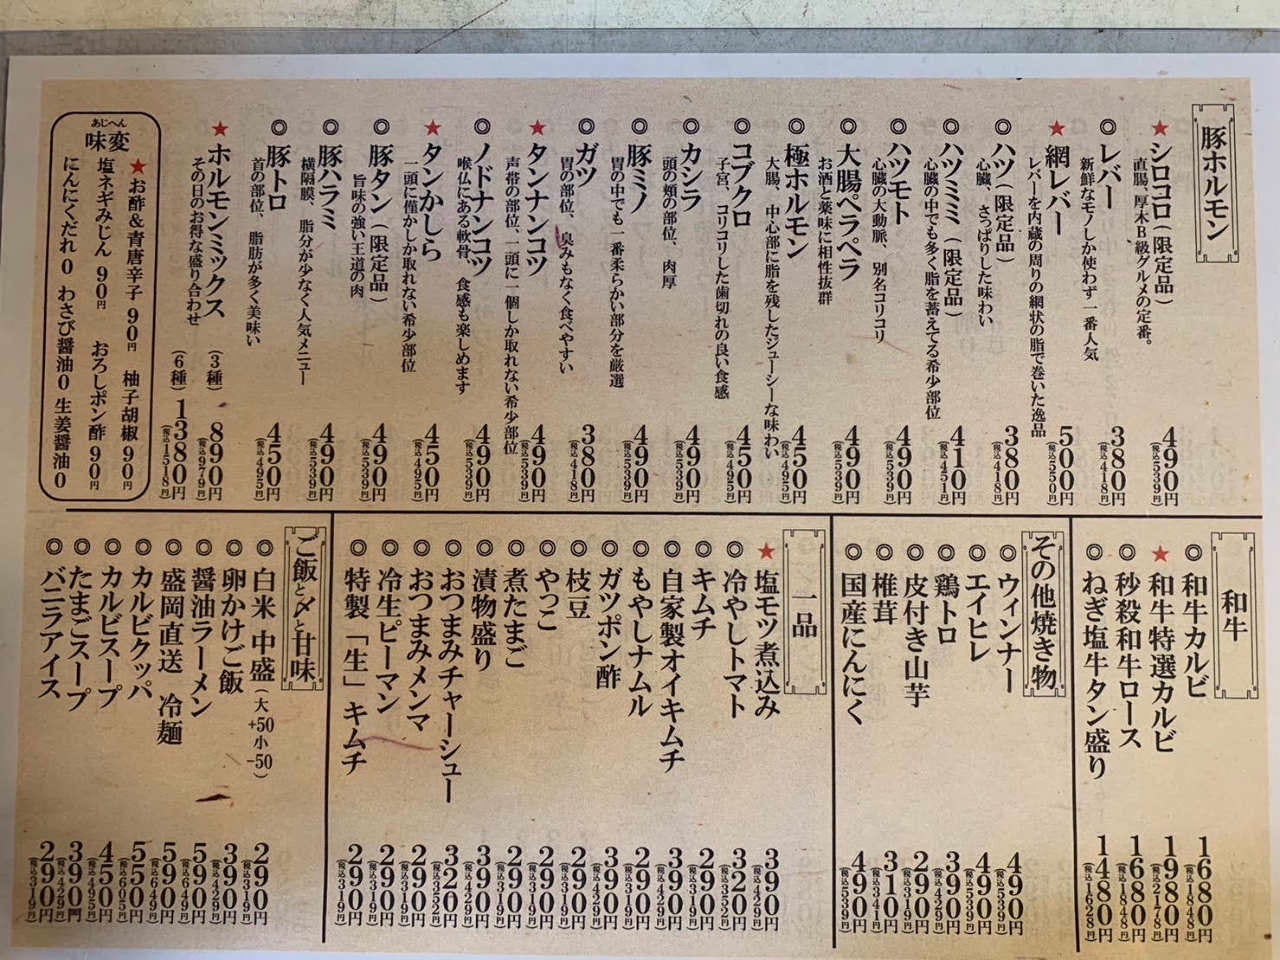 豚ホルモン
★シロコロ(限定品)
直腸、厚木B級グルメの定番。
490円
(税込539円)
◎レバー
新鮮なモノしか使わず一番人気
380円
(税込418円)
★網レバー
レバーを内蔵の周りの網状の脂で巻いた逸品
500円
(税込550円)
◎ハツ(限定品)
心臓、さっぱりした味わい
380円
(税込418円)
◎ハツミミ(限定品)
心臓の中でも多く脂を蓄えてる希少部位
410円
(税込451円)
◎ハツモト
心臓の大動脈、別名コリコリ
490円
(税込539円)
◎大腸ペラペラ
お酒と薬味に相性抜群
490円
(税込539円)
◎極ホルモン
大腸、中心部に脂を残したジューシーな味わい
450円
(税込495円)
◎コブクロ
子宮、コリコリした歯切れの良い食感
450円
(税込495円)
◎カシラ
頭の頬の部位、肉厚
490円
(税込539円)
◎豚ミノ
胃の中でも一番柔らかい部分を厳選
490円
(税込539円)
◎ガツ
胃の部位、臭みもなく食べやすい
380円
(税込418円)
★タンナンコツ
声帯の部位、一頭に一個しか取れない希少部位
490円
(税込539円)
◎ノドナンコツ
喉仏にある軟骨、食感も楽しめます
490円
(税込539円)
★タンかしら
一頭に僅かしか取れない希少部位
450円
(税込495円)
◎豚タン(限定品)
旨味の強い王道の肉
490円
(税込539円)
◎豚ハラミ
横隔膜、脂分が少なく人気メニュー
490円
(税込539円)
◎豚トロ
首の部位、脂肪が多く美味い
450円
(税込495円)
★ホルモンミックス
その日のお得な盛り合わせ
(3種)890円
(税込979円)
(6種)1380円
(税込1518円)
あじへん
味変
★お酢&青唐辛子 90円 柚子胡椒 90円
塩ネギみじん 90円 おろしポン酢 90円
にんにくだれ0 わさび醤油0 生姜醤油0
和牛
◎和牛カルビ 1680円
(税込1848円)
★和牛特選カルビ 1980円
(税込2178円)
◎秒殺和牛ロース 1680円
(税込1848円)
◎ねぎ塩牛タン盛り 1480円
(税込1628円)
その他焼き物
◎ウィンナー 490円
(税込539円)
◎エイヒレ 490円
(税込539円)
◎鶏トロ 390円
(税込429円)
◎皮付き山芋 290円
(税込319円)
◎椎茸 310円
(税込341円)
◎国産にんにく 490円
(税込539円)
一品
★塩モツ煮込み 390円
(税込429円)
◎冷やしトマト 320円
(税込352円)
◎キムチ 290円
(税込319円)
◎自家製オイキムチ 390円
(税込429円)
◎もやしナムル 290円
(税込319円)
◎ガツポン酢 390円
(税込429円)
◎枝豆 290円
(税込319円)
◎やっこ 290円
(税込319円)
◎煮たまご 290円
(税込319円)
◎漬物盛り 390円
(税込429円)
◎おつまみチャーシュー 320円
(税込352円)
◎おつまみメンマ 290円
(税込319円)
◎冷生ピーマン 290円
(税込319円)
◎特製「生」キムチ 290円
(税込319円)
ご飯と〆と甘味
◎白米 中盛(大+50小-50) 290円
(税込319円)
◎卵かけご飯 390円
(税込429円)
◎醤油ラーメン 590円
(税込649円)
◎盛岡直送 冷麺 590円
(税込649円)
◎カルビクッパ 550円
(税込605円)
◎カルビスープ 450円
(税込495円)
◎たまごスープ 390円
(税込429円)
◎バニラアイス 290円
(税込319円)